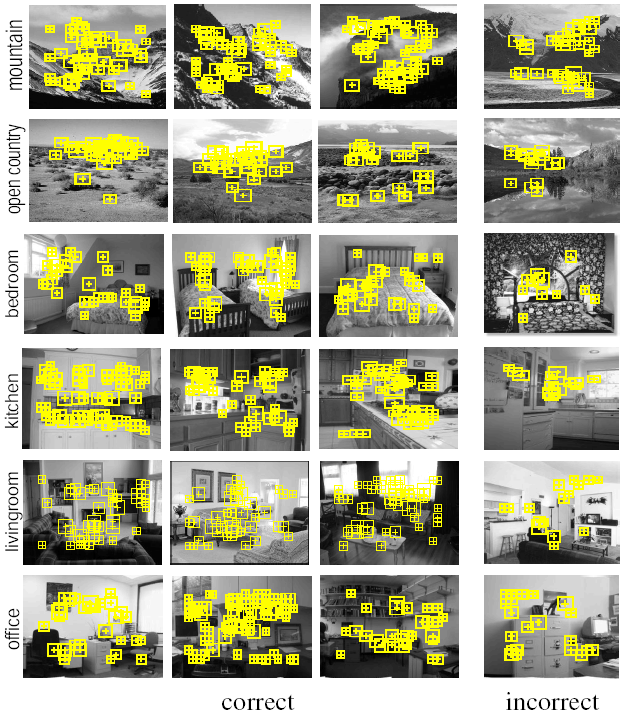 mountain
open country
bedroom
kitchen
livingroom
office
correct
incorrect